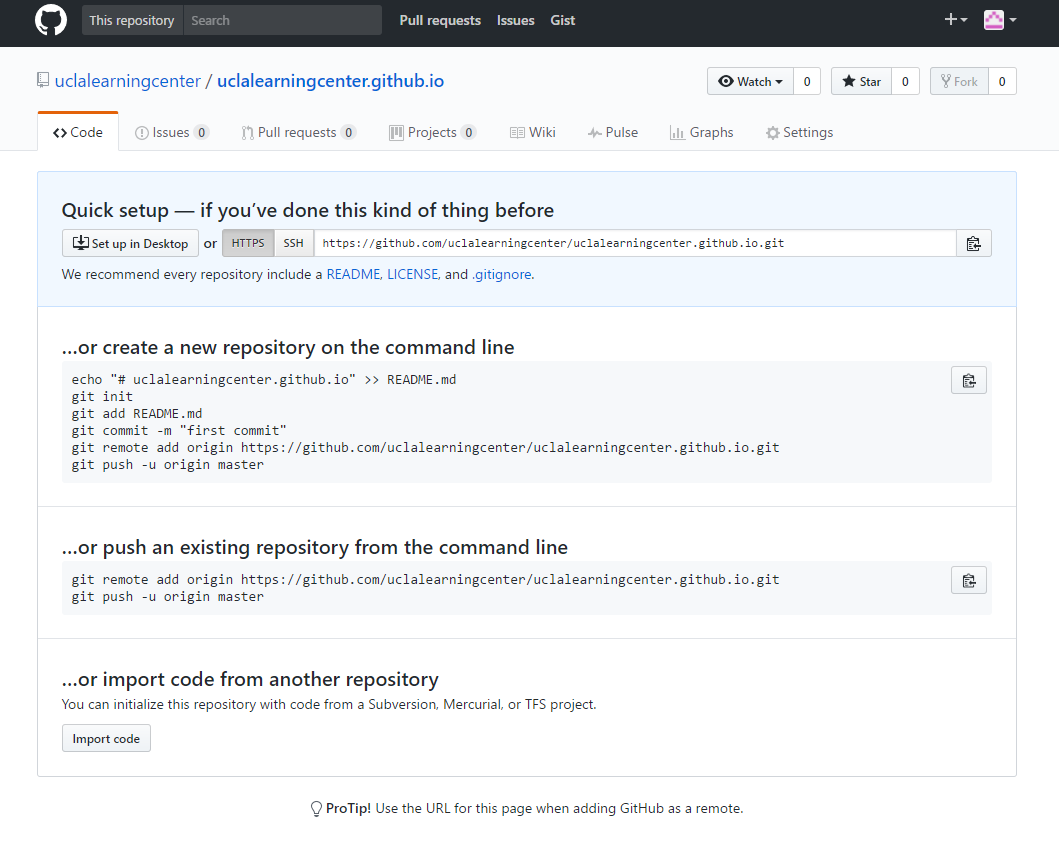 This repository Search Pull requests Issues Gist
uclalearningcenter / uclalearningcenter.github.io Watch 0 Star 0 Fork 0
Code Issues 0 Pull requests 0 Projects 0 Wiki Pulse Graphs Settings
Quick setup — if you’ve done this kind of thing before
Set up in Desktop or HTTPS SSH https://github.com/uclalearningcenter/uclalearningcenter.github.io.git
We recommend every repository include a README, LICENSE, and .gitignore.
…or create a new repository on the command line
echo "# uclalearningcenter.github.io" >> README.md
git init
git add README.md
git commit -m "first commit"
git remote add origin https://github.com/uclalearningcenter/uclalearningcenter.github.io.git
git push -u origin master
…or push an existing repository from the command line
git remote add origin https://github.com/uclalearningcenter/uclalearningcenter.github.io.git
git push -u origin master
…or import code from another repository
You can initialize this repository with code from a Subversion, Mercurial, or TFS project.
Import code
ProTip! Use the URL for this page when adding GitHub as a remote.